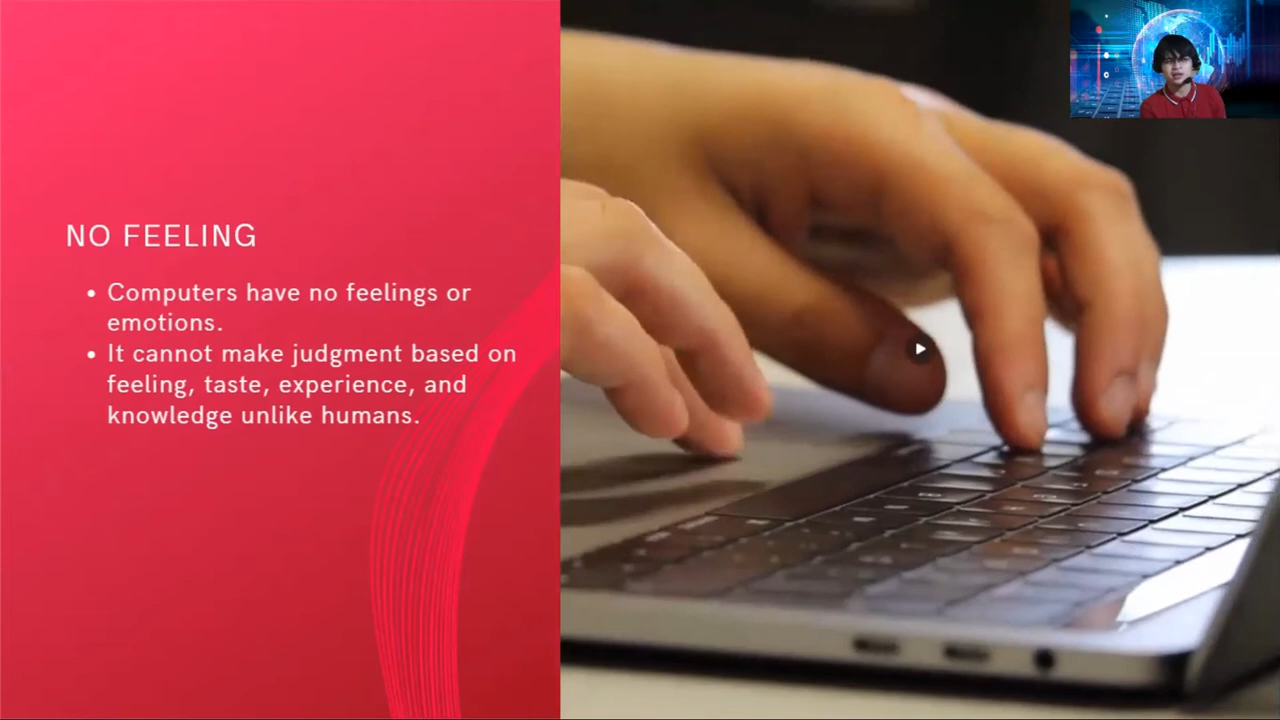 NO FEELING
• Computers have no feelings or
emotions.
• It cannot make judgment based on
feeling, taste, experience, and
knowledge unlike humans.